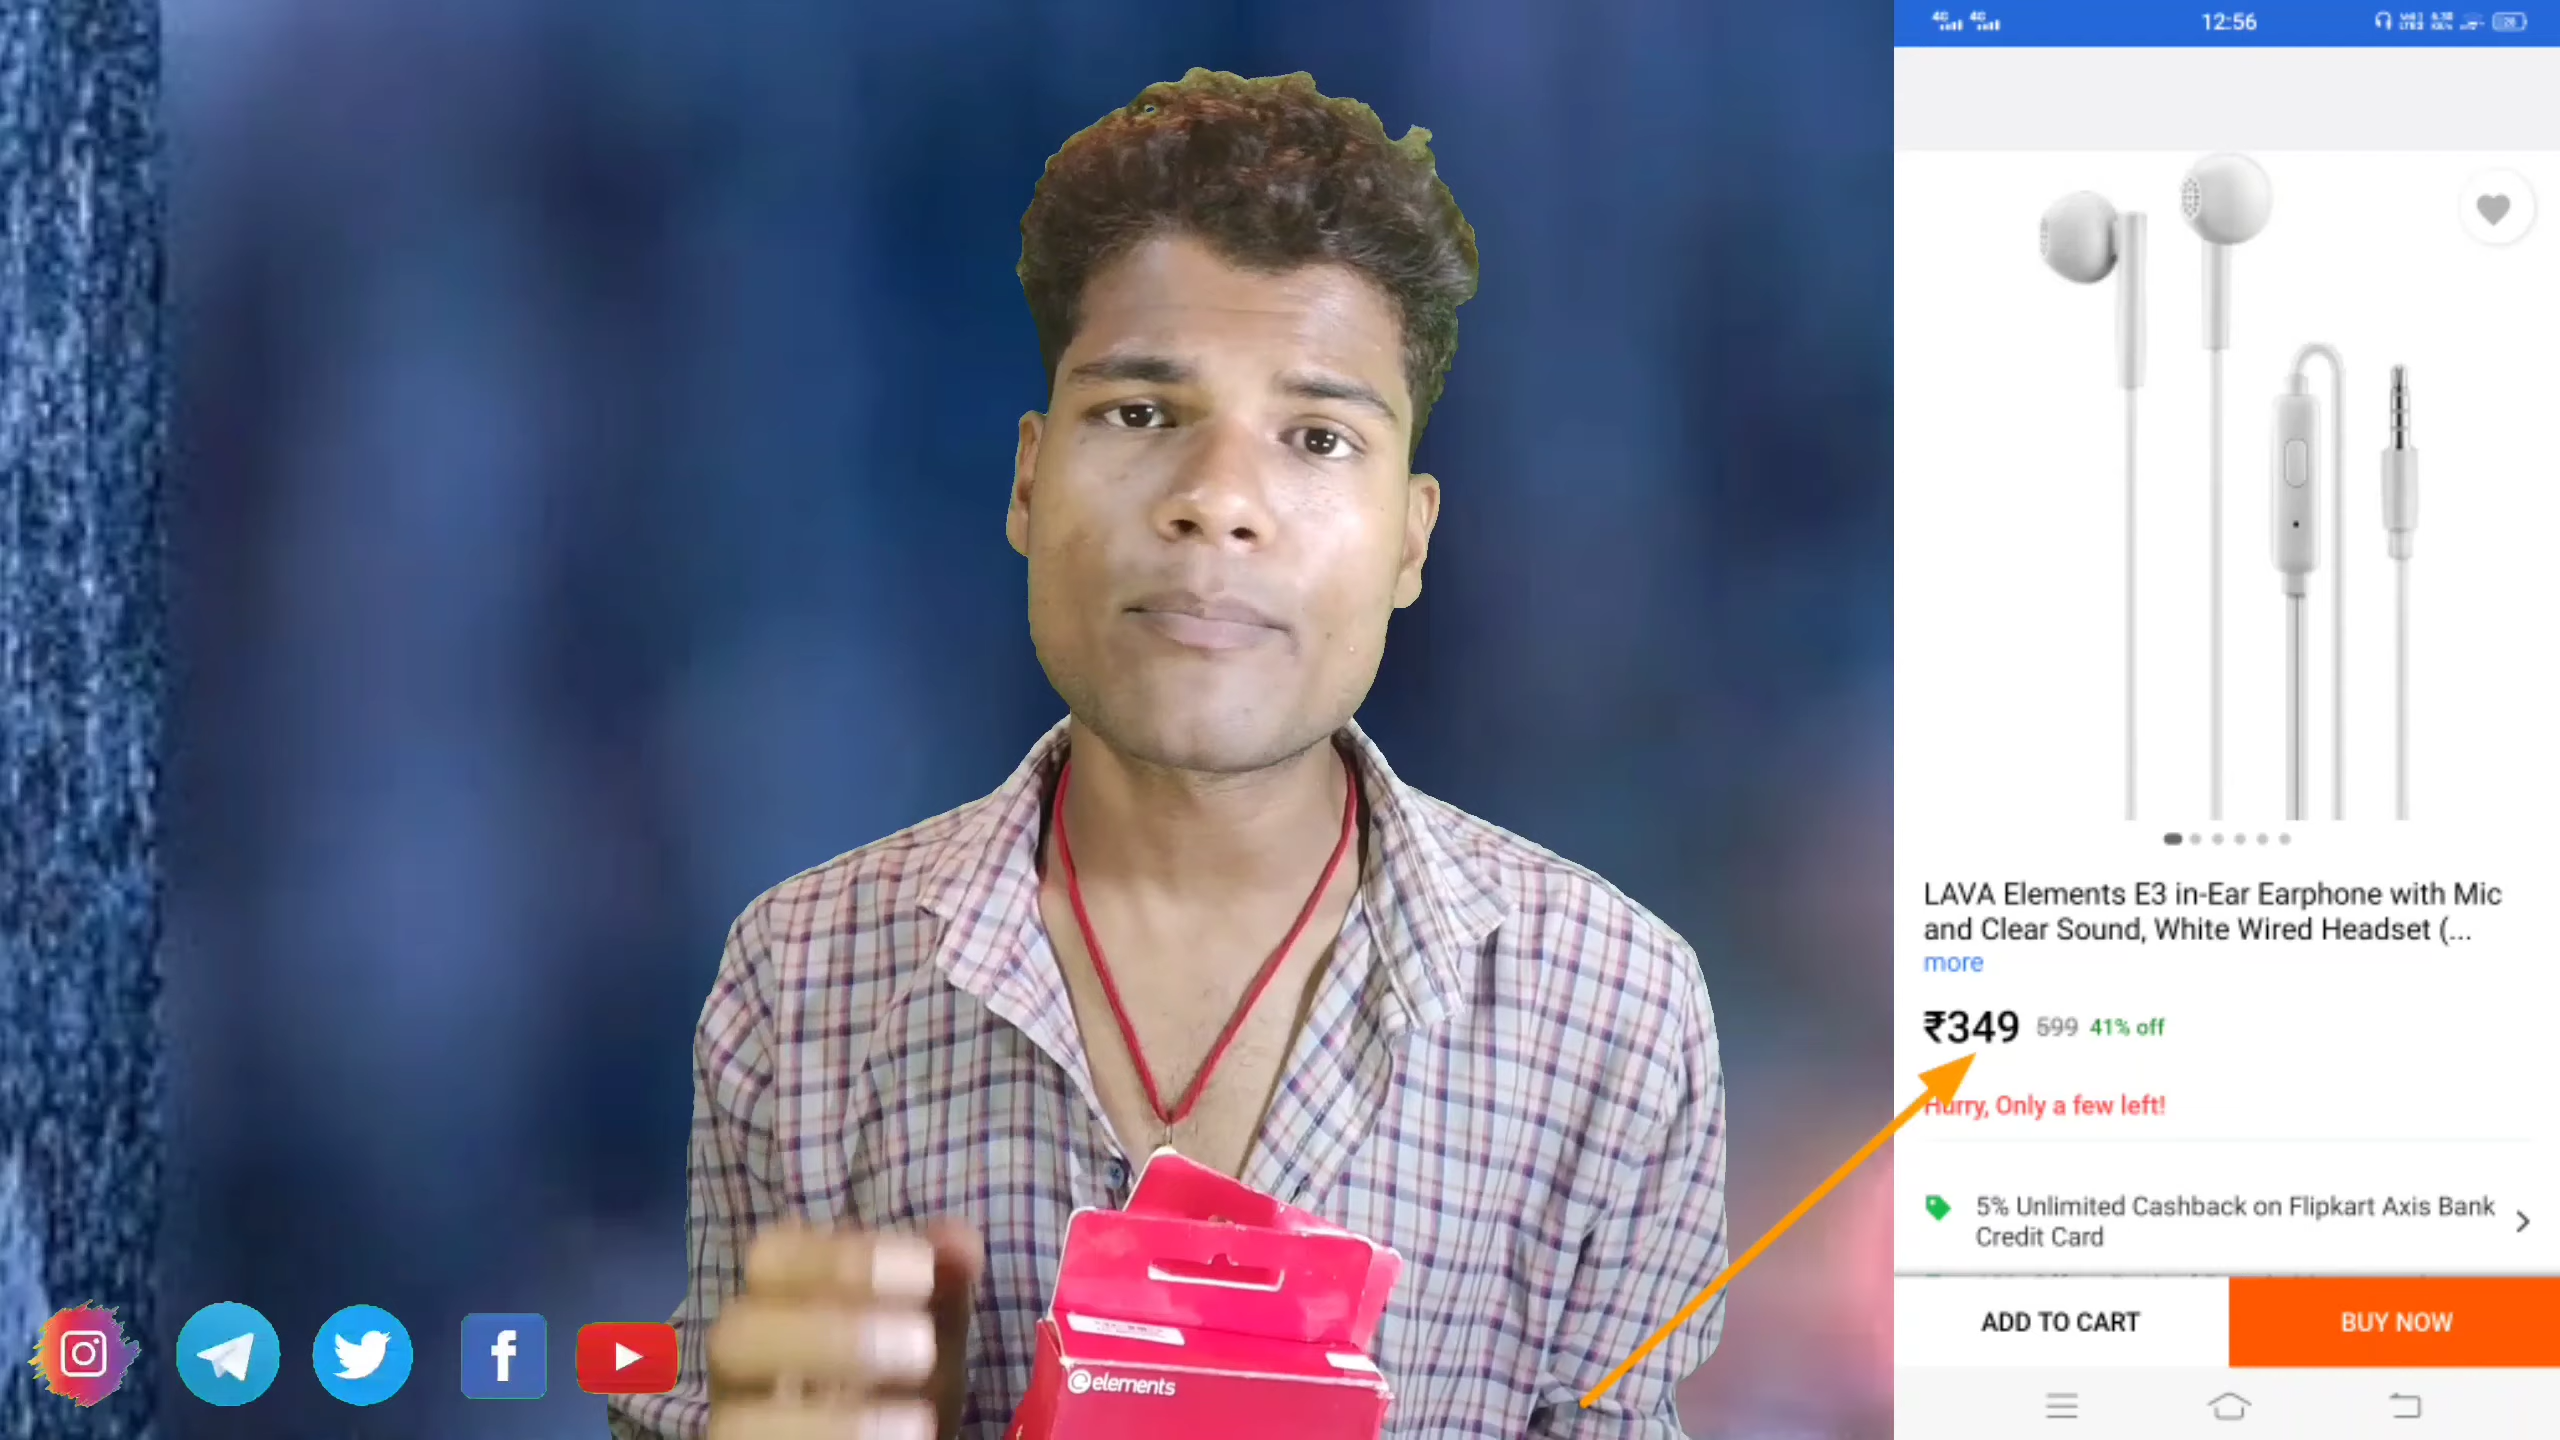 12:56
LAVA Elements E3 in-Ear Earphone with Mic
and Clear Sound, White Wired Headset (...
more
₹349 599 41% off
Hurry, Only a few left!
5% Unlimited Cashback on Flipkart Axis Bank
Credit Card
ADD TO CART BUY NOW
elements